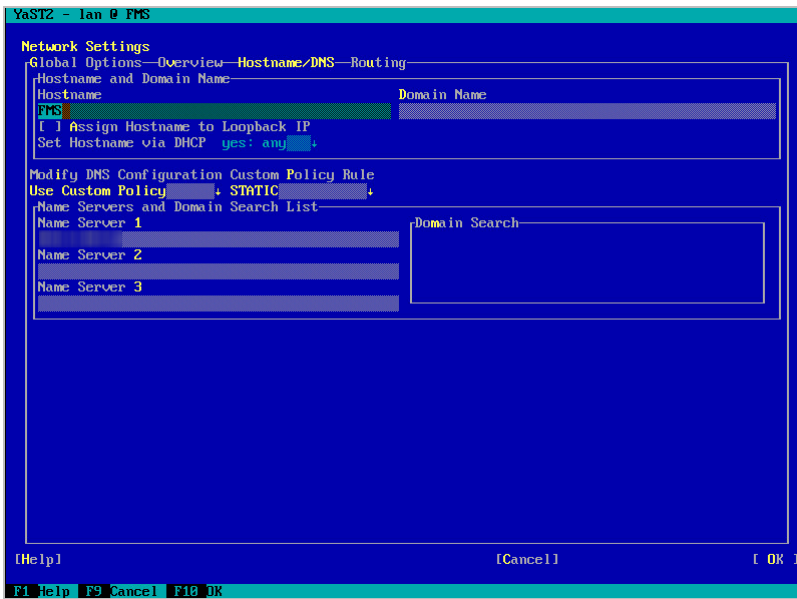 YaST2 - lan @ FMS
Network Settings
Global Options—Overview—Hostname/DNS—Routing
Hostname and Domain Name
Hostname Domain Name
FMS
[ ] Assign Hostname to Loopback IP
Set Hostname via DHCP yes: any↓
Modify DNS Configuration Custom Policy Rule
Use Custom Policy↓ STATIC↓
Name Servers and Domain Search List
Name Server 1 Domain Search
Name Server 2
Name Server 3
[Help] [Cancel] [ OK ]
F1 Help F9 Cancel F10 OK